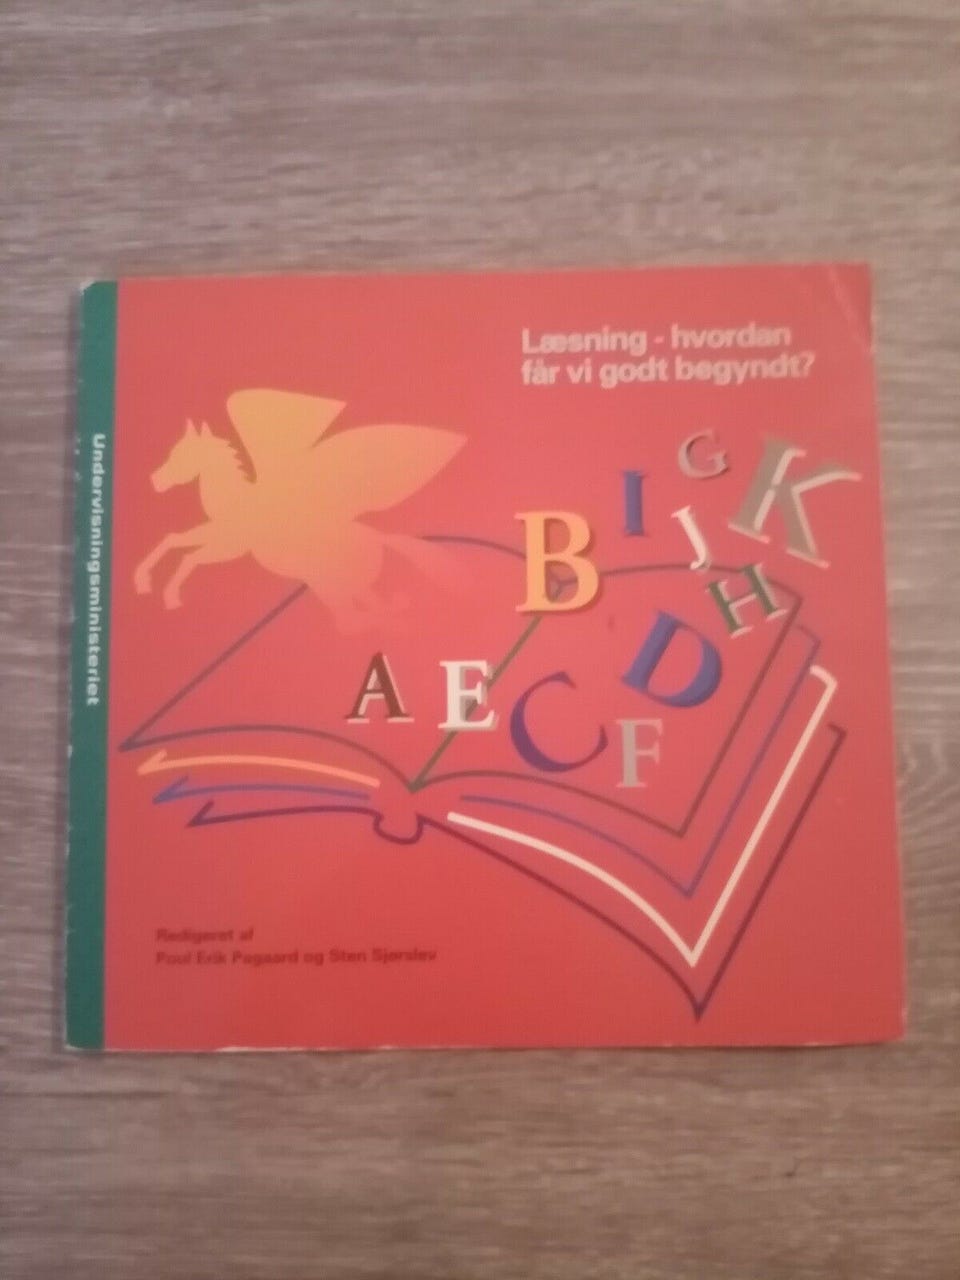 Læsning - hvordan
får vi godt begyndt?
Undervisningsministeriet
G
I
K
B
J
H
D
A
E
C
F
Redigeret af
Poul Erik Pagaard og Sten Sjørslev